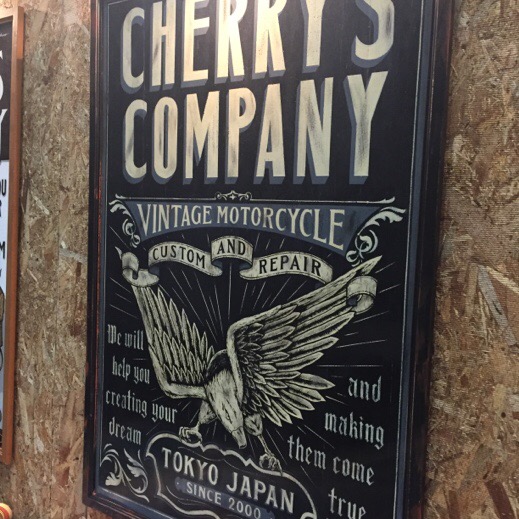 CHERRY'S
COMPANY
VINTAGE MOTORCYCLE
CUSTOM AND REPAIR
We will
help you
creating your
dream
and
making
them come
true
TOKYO JAPAN
SINCE 2000